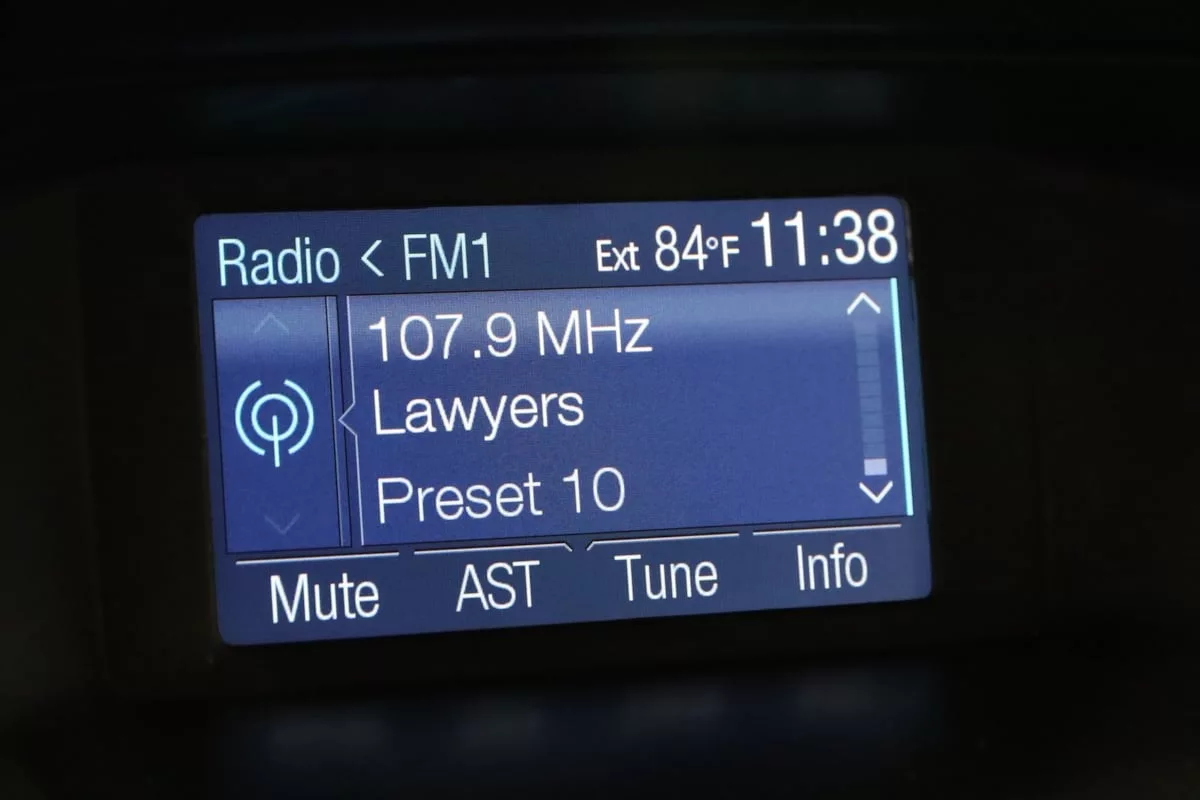 Radio < FM1 Ext 84°F 11:38
107.9 MHz
Lawyers
Preset 10
Mute AST Tune Info